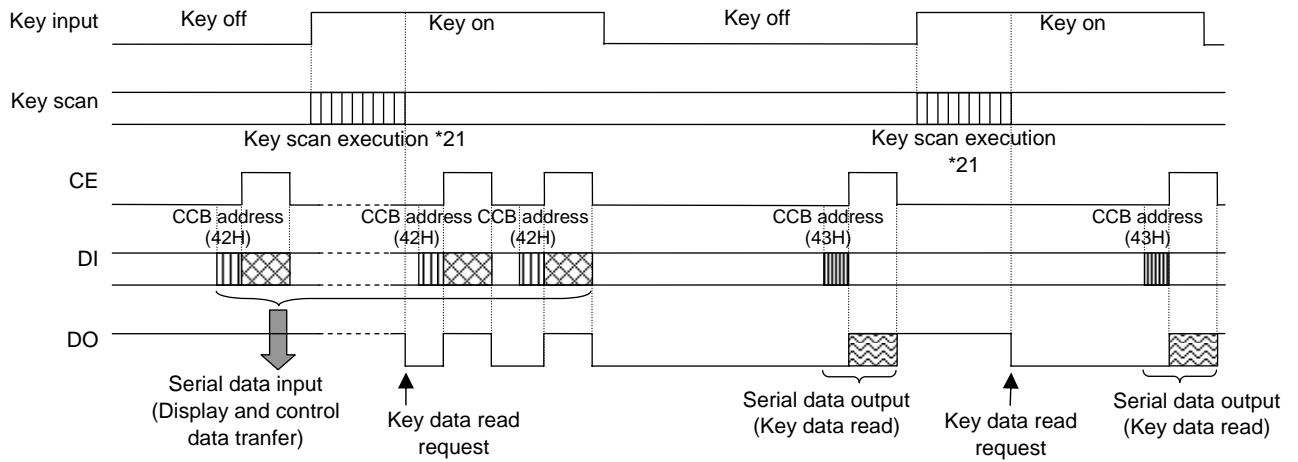 Key input
Key off
Key on
Key off
Key on
Key scan
Key scan execution *21
Key scan execution
*21
CE
CCB address
(42H)
CCB address
(42H)
CCB address
(42H)
CCB address
(43H)
CCB address
(43H)
DI
DO
Serial data input
(Display and control
data tranfer)
Key data read
request
Serial data output
(Key data read)
Key data read
request
Serial data output
(Key data read)